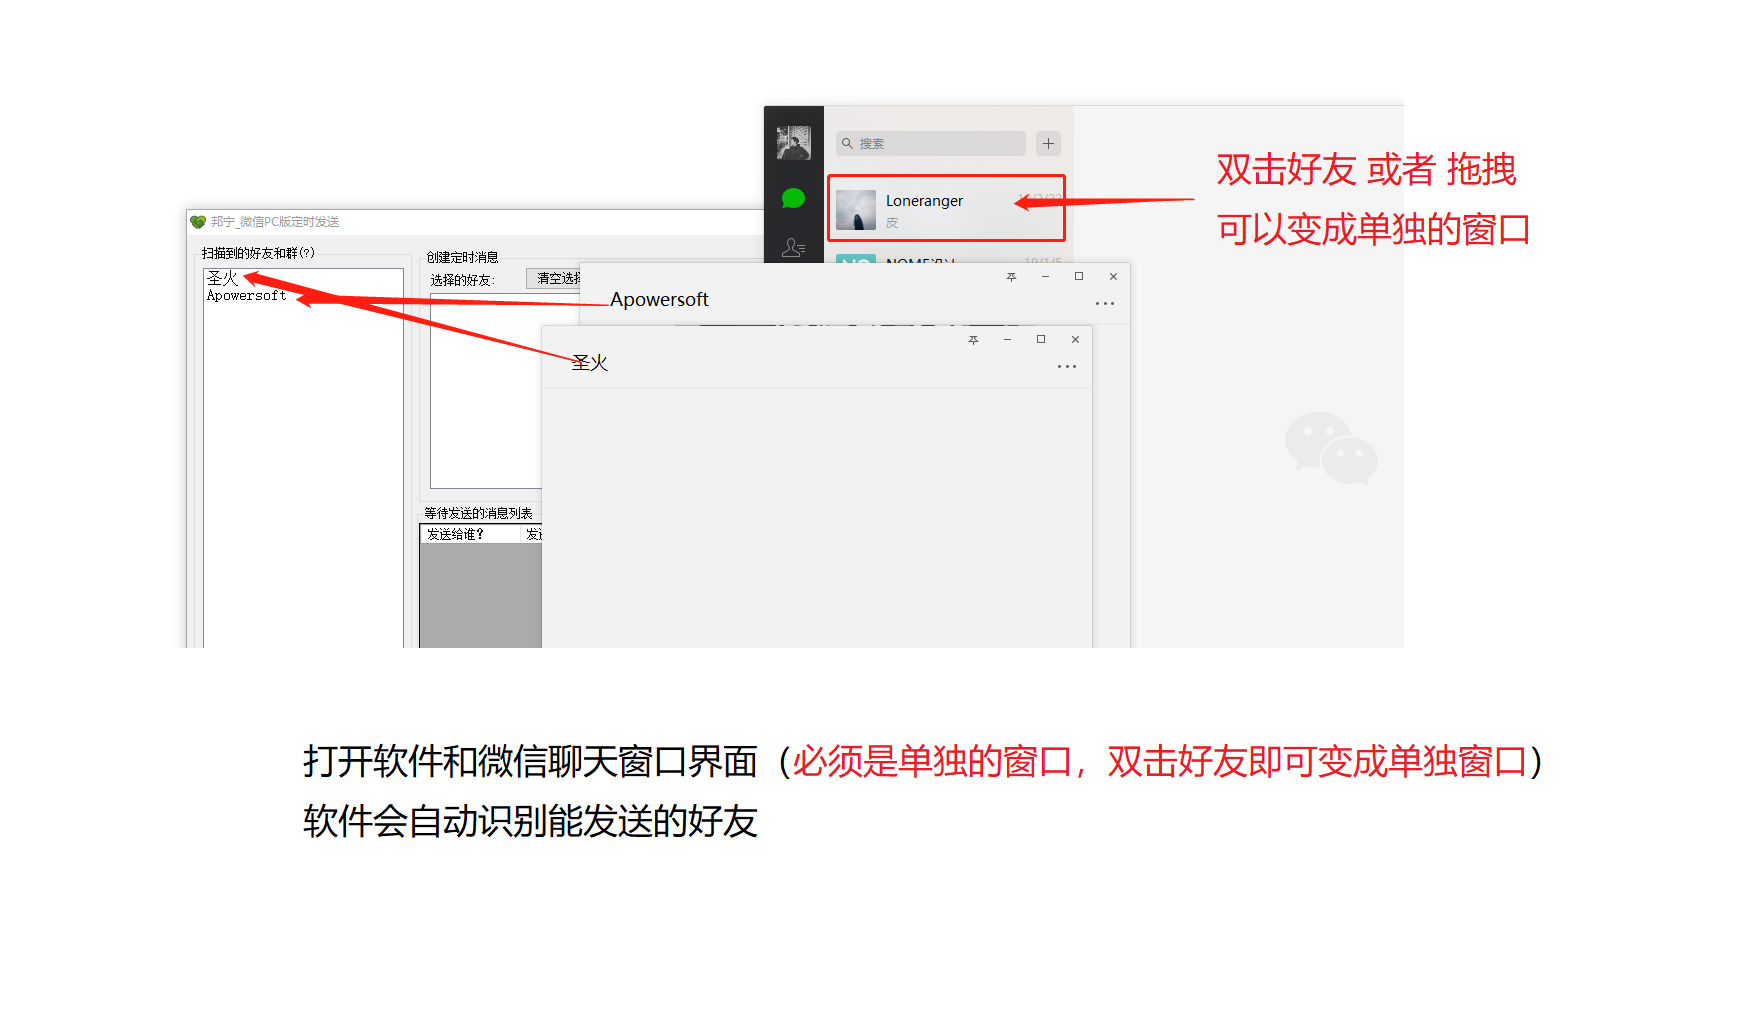 搜索
Loneranger
皮
双击好友 或者 拖拽
可以变成单独的窗口
邦宁_微信PC版定时发送
扫描到的好友和群(?)
圣火
Apowersoft
创建定时消息
选择的好友:
清空选择
Apowersoft
圣火
等待发送的消息列表
发送给谁?
打开软件和微信聊天窗口界面（必须是单独的窗口，双击好友即可变成单独窗口）
软件会自动识别能发送的好友